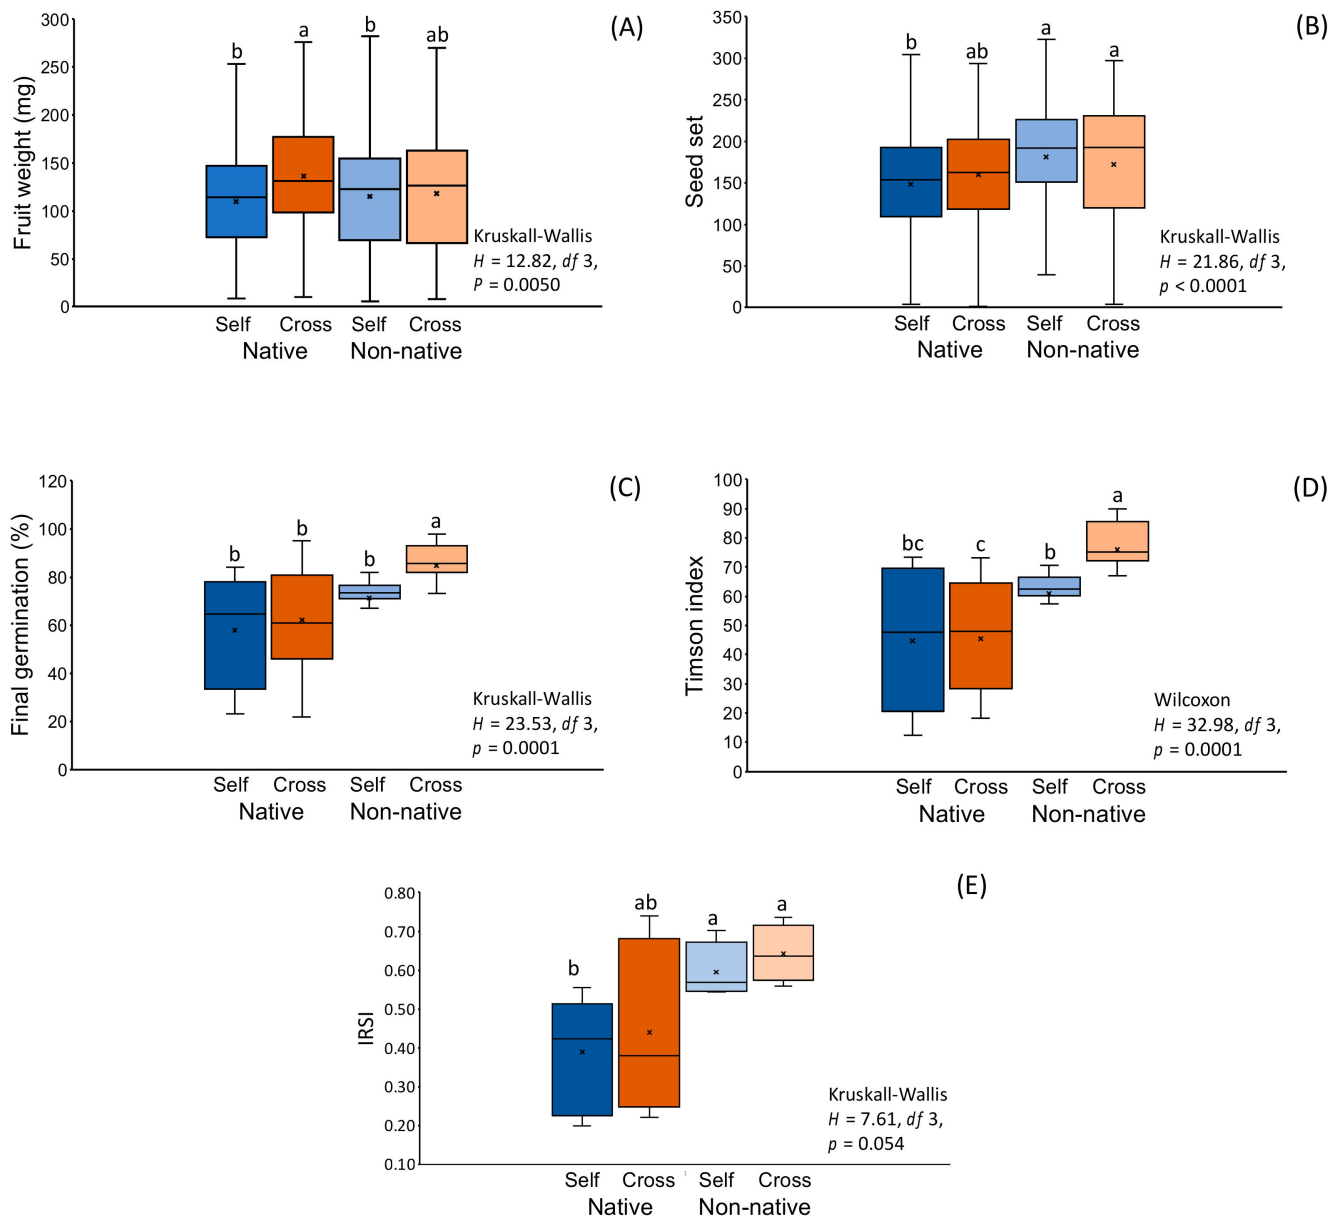 (A)
Fruit weight (mg)
300
250
200
150
100
50
0
b
a
b
ab
Kruskall-Wallis
H = 12.82, df 3,
P = 0.0050
Self Cross Self Cross
Native Non-native
(B)
Seed set
350
300
250
200
150
100
50
0
b
ab
a
a
Kruskall-Wallis
H = 21.86, df 3,
p < 0.0001
Self Cross Self Cross
Native Non-native
(C)
Final germination (%)
120
100
80
60
40
20
0
b
b
b
a
Kruskall-Wallis
H = 23.53, df 3,
p = 0.0001
Self Cross Self Cross
Native Non-native
(D)
Timson index
100
90
80
70
60
50
40
30
20
10
0
bc
c
b
a
Wilcoxon
H = 32.98, df 3,
p = 0.0001
Self Cross Self Cross
Native Non-native
(E)
IRSI
0.80
0.70
0.60
0.50
0.40
0.30
0.20
0.10
b
ab
a
a
Kruskall-Wallis
H = 7.61, df 3,
p = 0.054
Self Cross Self Cross
Native Non-native